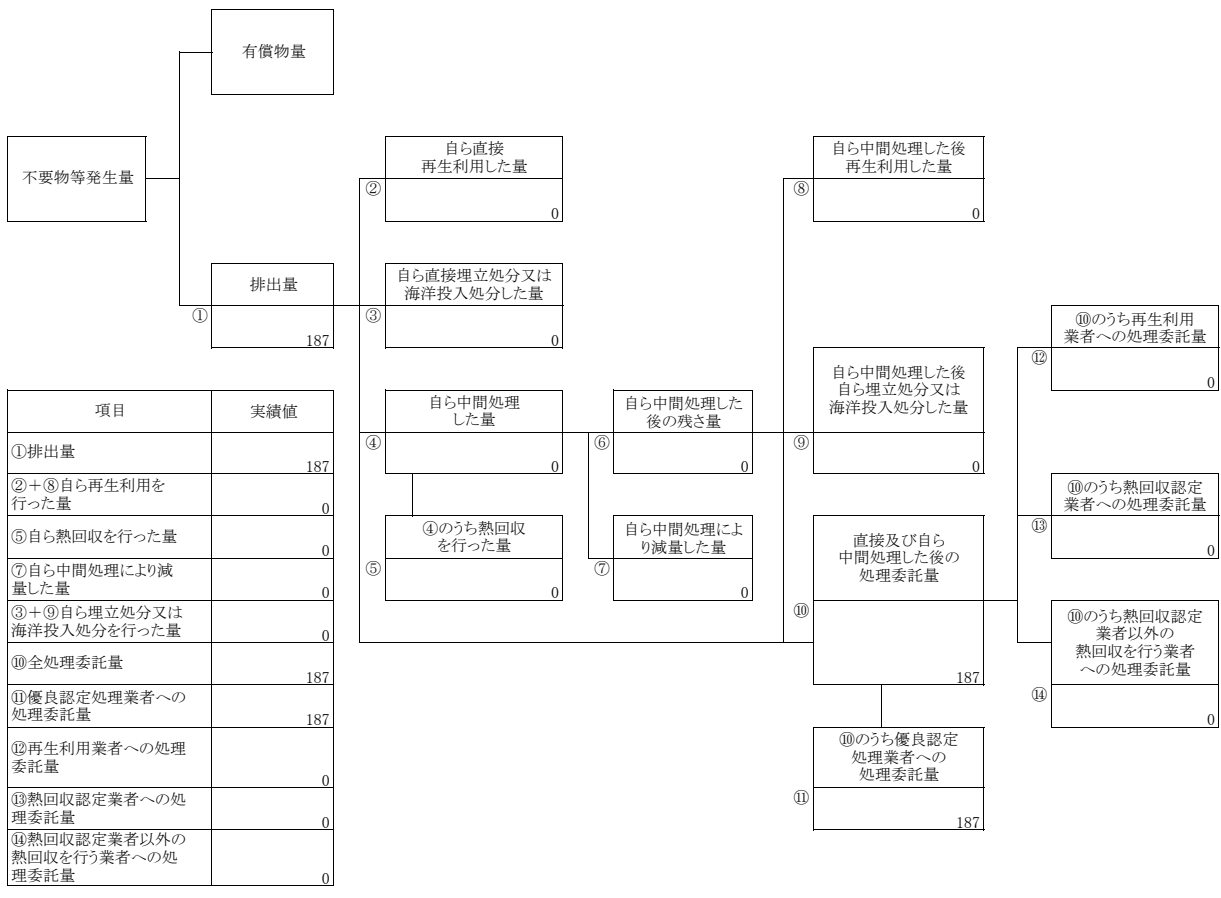 有償物量
不要物等発生量
自ら直接
再生利用した量
②
0
自ら中間処理した後
再生利用した量
⑧
0
排出量
①
187
自ら直接埋立処分又は
海洋投入処分した量
③
0
⑩のうち再生利用
業者への処理委託量
⑫
0
自ら中間処理した後
自ら埋立処分又は
海洋投入処分した量
⑨
0
自ら中間処理
した量
④
0
自ら中間処理した
後の残さ量
⑥
0
⑩のうち熱回収認定
業者への処理委託量
⑬
0
④のうち熱回収
を行った量
⑤
0
自ら中間処理によ
り減量した量
⑦
0
直接及び自ら
中間処理した後の
処理委託量
⑩
187
⑩のうち熱回収認定
業者以外の
熱回収を行う業者
への処理委託量
⑭
0
⑩のうち優良認定
処理業者への
処理委託量
⑪
187
項目 実績値
①排出量
187
②+⑧自ら再生利用を
行った量
0
⑤自ら熱回収を行った量
0
⑦自ら中間処理により減
量した量
0
③+⑨自ら埋立処分又は
海洋投入処分を行った量
0
⑩全処理委託量
187
⑪優良認定処理業者への
処理委託量
187
⑫再生利用業者への処理
委託量
0
⑬熱回収認定業者への処
理委託量
0
⑭熱回収認定業者以外の
熱回収を行う業者への処
理委託量
0